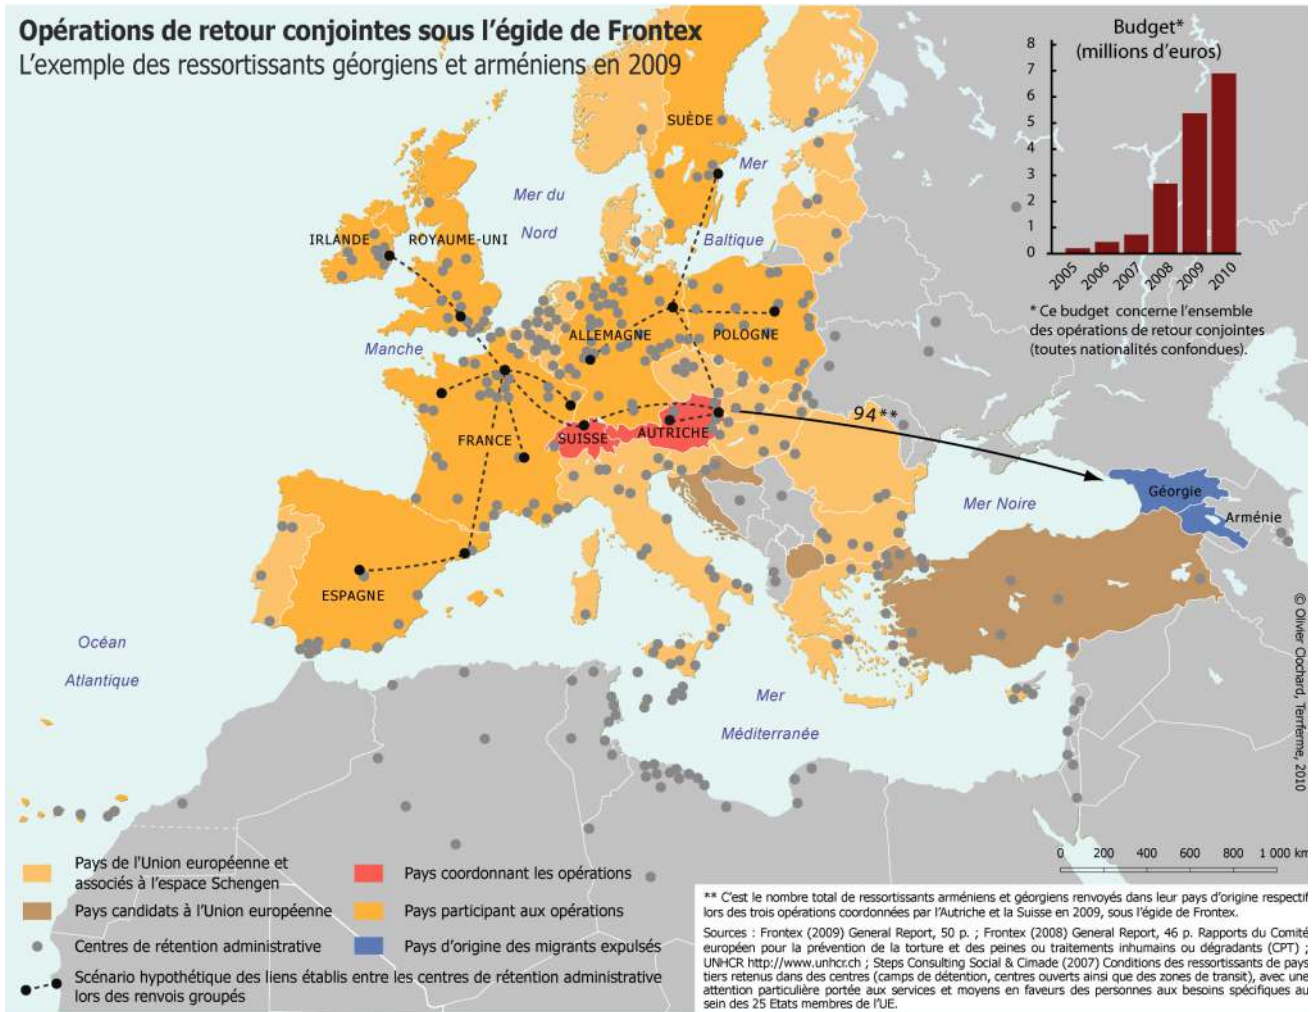 Opérations de retour conjointes sous l'égide de Frontex
L'exemple des ressortissants géorgiens et arméniens en 2009
Budget*
(millions d'euros)
8
7
6
5
4
3
2
1
0
2005
2006
2007
2008
2009
2010
* Ce budget concerne l'ensemble
des opérations de retour conjointes
(toutes nationalités confondues).
SUÈDE
Mer
Baltique
Mer du
Nord
IRLANDE
ROYAUME-UNI
ALLEMAGNE
POLOGNE
Manche
FRANCE
SUISSE
AUTRICHE
94**
Mer Noire
Géorgie
Arménie
ESPAGNE
Océan
Atlantique
Mer
Méditerranée
© Olivier Clochard, Terrferme, 2010
0 200 400 600 800 1 000 km
Pays de l'Union européenne et
associés à l'espace Schengen
Pays candidats à l'Union européenne
Centres de rétention administrative
Pays coordonnant les opérations
Pays participant aux opérations
Pays d'origine des migrants expulsés
Scénario hypothétique des liens établis entre les centres de rétention administrative
lors des renvois groupés
** C'est le nombre total de ressortissants arméniens et géorgiens renvoyés dans leur pays d'origine respectif
lors des trois opérations coordonnées par l'Autriche et la Suisse en 2009, sous l'égide de Frontex.
Sources : Frontex (2009) General Report, 50 p. ; Frontex (2008) General Report, 46 p. Rapports du Comité
européen pour la prévention de la torture et des peines ou traitements inhumains ou dégradants (CPT) ;
UNHCR http://www.unhcr.ch ; Steps Consulting Social & Cimade (2007) Conditions des ressortissants de pays
tiers retenus dans des centres (camps de détention, centres ouverts ainsi que des zones de transit), avec une
attention particulière portée aux services et moyens en faveurs des personnes aux besoins spécifiques au
sein des 25 Etats membres de l'UE.